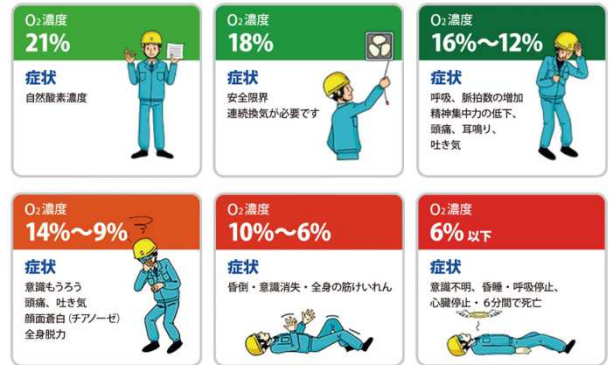 O₂濃度
21%
症状
自然酸素濃度
O₂濃度
18%
症状
安全限界
連続換気が必要です
O₂濃度
16%〜12%
症状
呼吸、脈拍数の増加
精神集中力の低下、
頭痛、耳鳴り、
吐き気
O₂濃度
14%〜9%
症状
意識もうろう
頭痛、吐き気
顔面蒼白(チアノーゼ)
全身脱力
O₂濃度
10%〜6%
症状
昏倒・意識消失・全身の筋けいれん
O₂濃度
6% 以下
症状
意識不明、昏睡・呼吸停止、
心臓停止・6分間で死亡